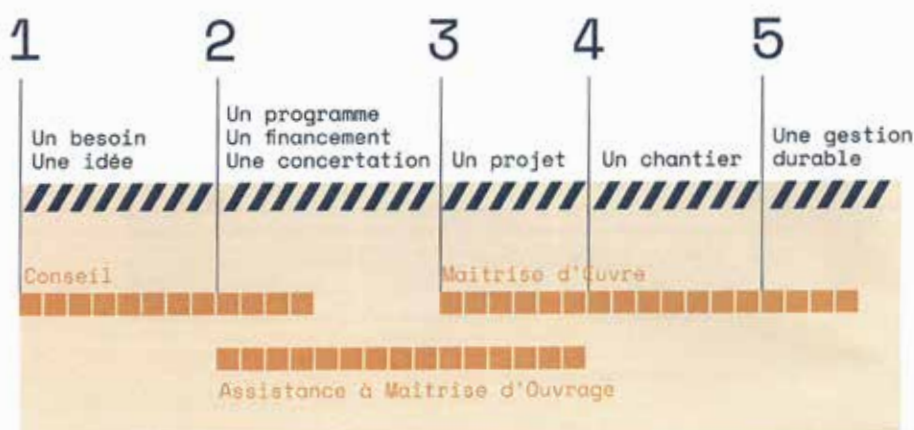 1
2
3
4
5
Un besoin
Une idée
Un programme
Un financement
Une concertation
Un projet
Un chantier
Une gestion
durable
Conseil
Maitrise d'Œuvre
Assistance à Maitrise d'Ouvrage